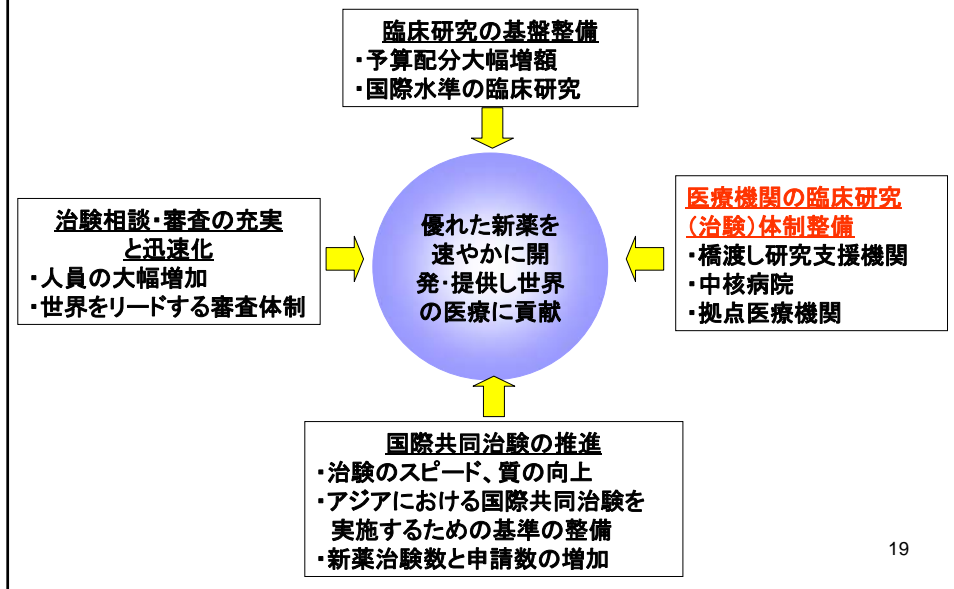 臨床研究の基盤整備
・予算配分大幅増額
・国際水準の臨床研究
治験相談・審査の充実
と迅速化
・人員の大幅増加
・世界をリードする審査体制
優れた新薬を
速やかに開
発・提供し世界
の医療に貢献
医療機関の臨床研究
（治験）体制整備
・橋渡し研究支援機関
・中核病院
・拠点医療機関
国際共同治験の推進
・治験のスピード、質の向上
・アジアにおける国際共同治験を
実施するための基準の整備
・新薬治験数と申請数の増加
19